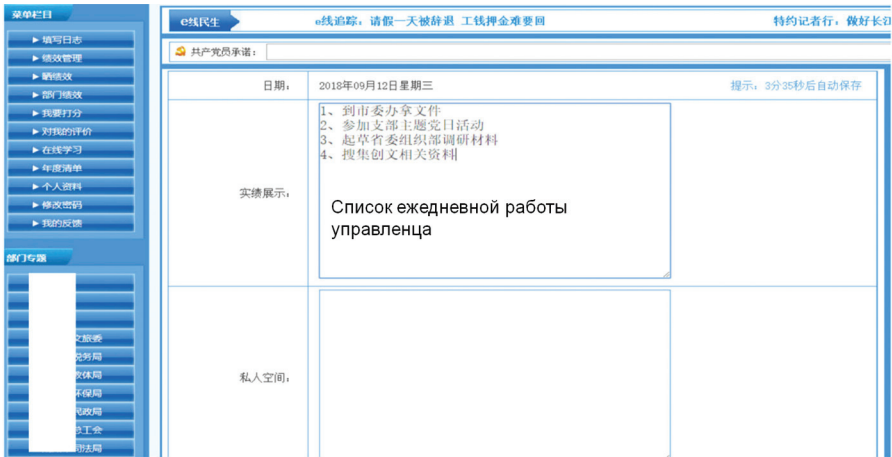 菜单栏目
▶ 填写日志
▶ 绩效管理
▶ 晒绩效
▶ 部门绩效
▶ 我要打分
▶ 对我的评价
▶ 在线学习
▶ 年度清单
▶ 个人资料
▶ 修改密码
▶ 我的反馈
部门专题
文旅委
税务局
教体局
环保局
民政局
总工会
司法局
e线民生
e线追踪：请假一天被辞退 工钱押金难要回
特约记者行：做好长江
共产党员承诺：
日期：
2018年09月12日星期三
提示：3分35秒后自动保存
实绩展示：
1、到市委办拿文件
2、参加支部主题党日活动
3、起草省委组织部调研材料
4、搜集创文相关资料
Список ежедневной работы
управленца
私人空间：